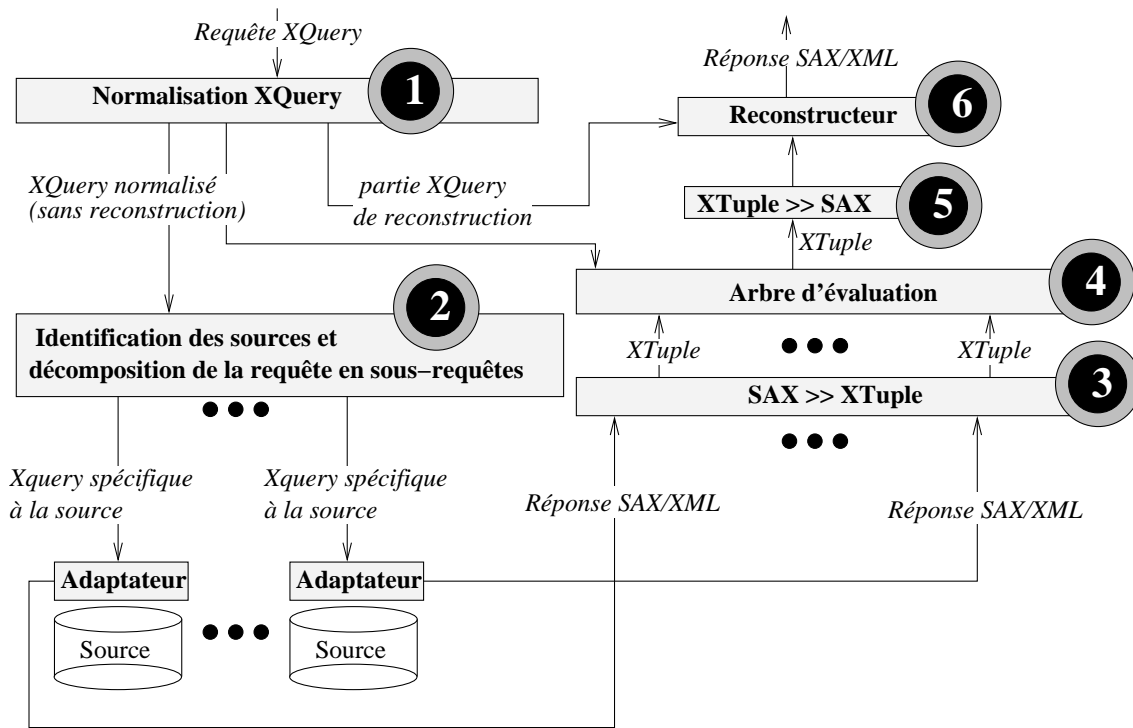 Requête XQuery
Normalisation XQuery
1
Réponse SAX/XML
Reconstructeur
6
XQuery normalisé
(sans reconstruction)
partie XQuery
de reconstruction
XTuple >> SAX
5
XTuple
Arbre d'évaluation
4
2
Identification des sources et
décomposition de la requête en sous−requêtes
XTuple
XTuple
SAX >> XTuple
3
Xquery spécifique
à la source
Xquery spécifique
à la source
Réponse SAX/XML
Réponse SAX/XML
Adaptateur
Adaptateur
Source
Source